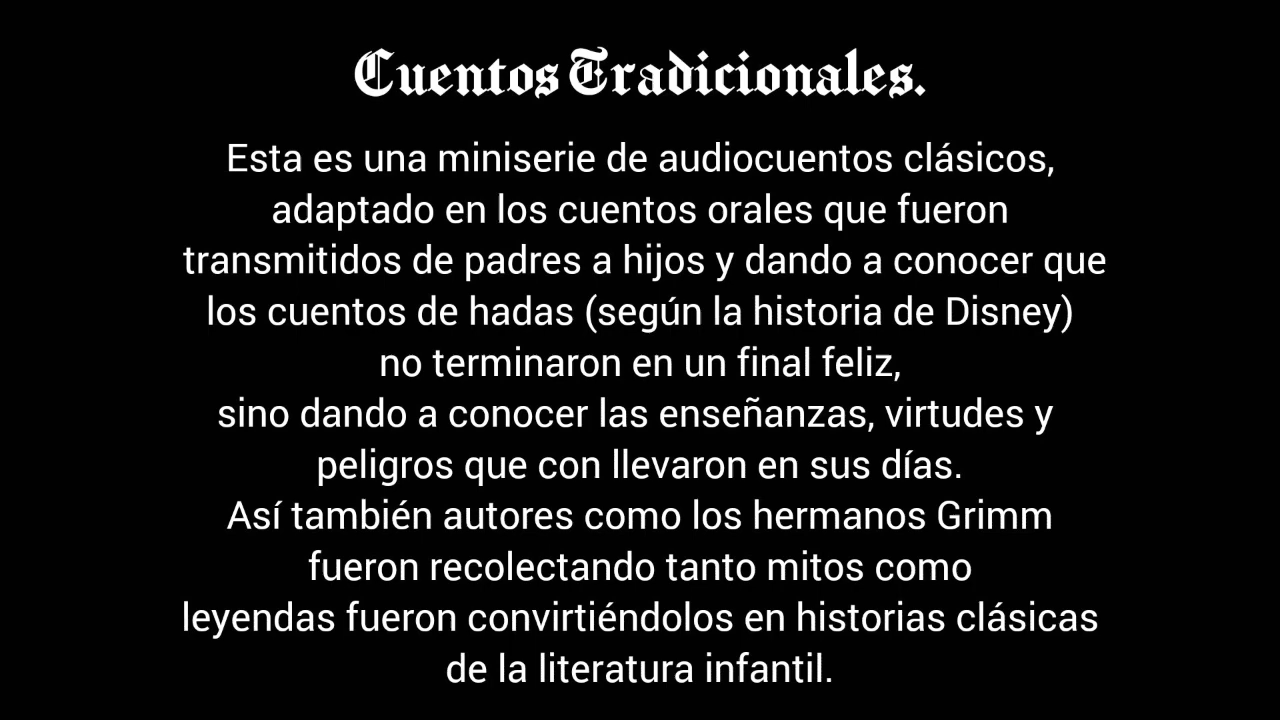 Cuentos Tradicionales.
Esta es una miniserie de audiocuentos clásicos,
adaptado en los cuentos orales que fueron
transmitidos de padres a hijos y dando a conocer que
los cuentos de hadas (según la historia de Disney)
no terminaron en un final feliz,
sino dando a conocer las enseñanzas, virtudes y
peligros que con llevaron en sus días.
Así también autores como los hermanos Grimm
fueron recolectando tanto mitos como
leyendas fueron convirtiéndolos en historias clásicas
de la literatura infantil.